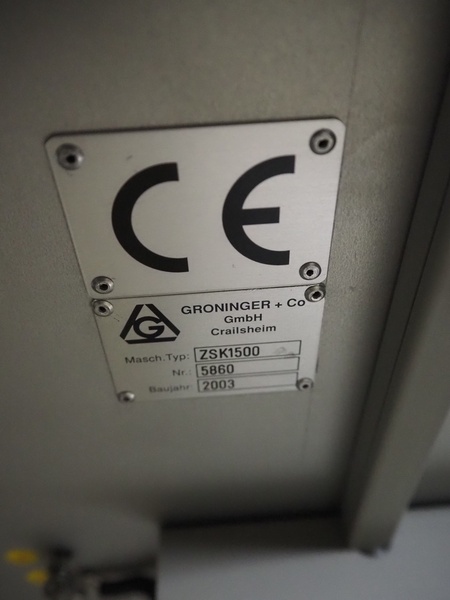 CE
G
GRONINGER + Co
GmbH
Crailsheim
Masch.Typ: ZSK1500
Nr.: 5860
Baujahr 2003